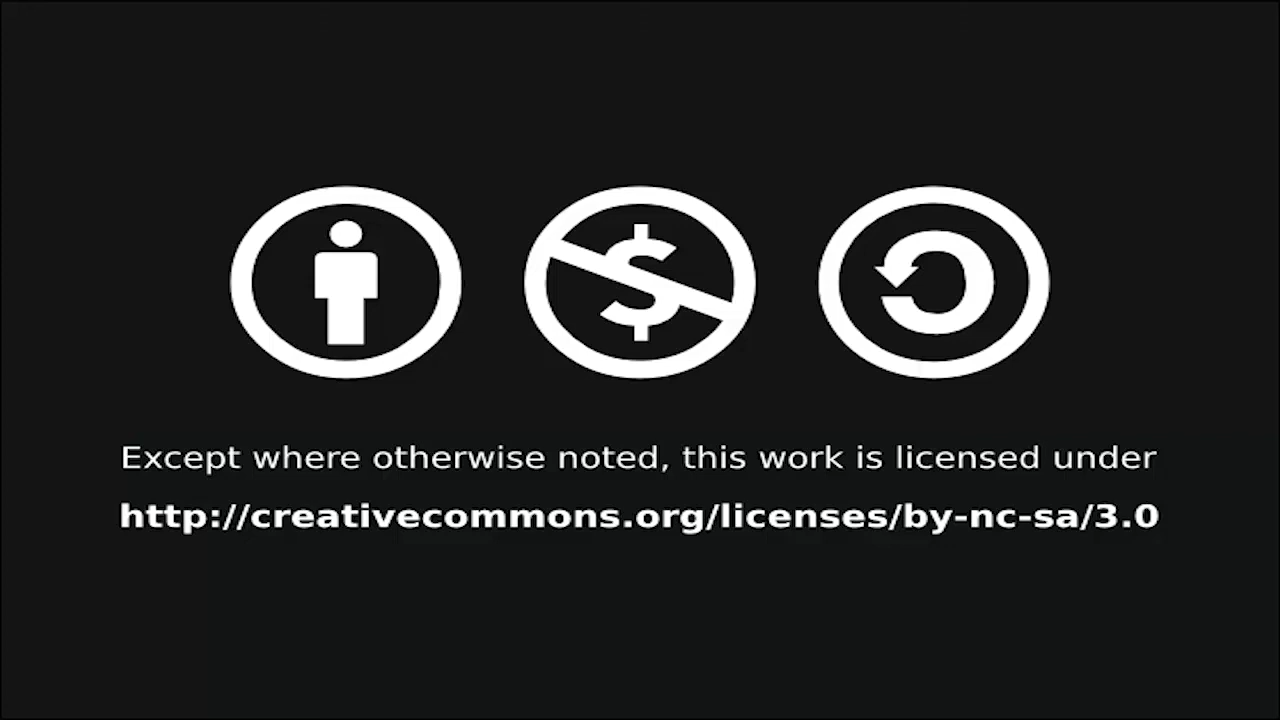 Except where otherwise noted, this work is licensed under
http://creativecommons.org/licenses/by-nc-sa/3.0